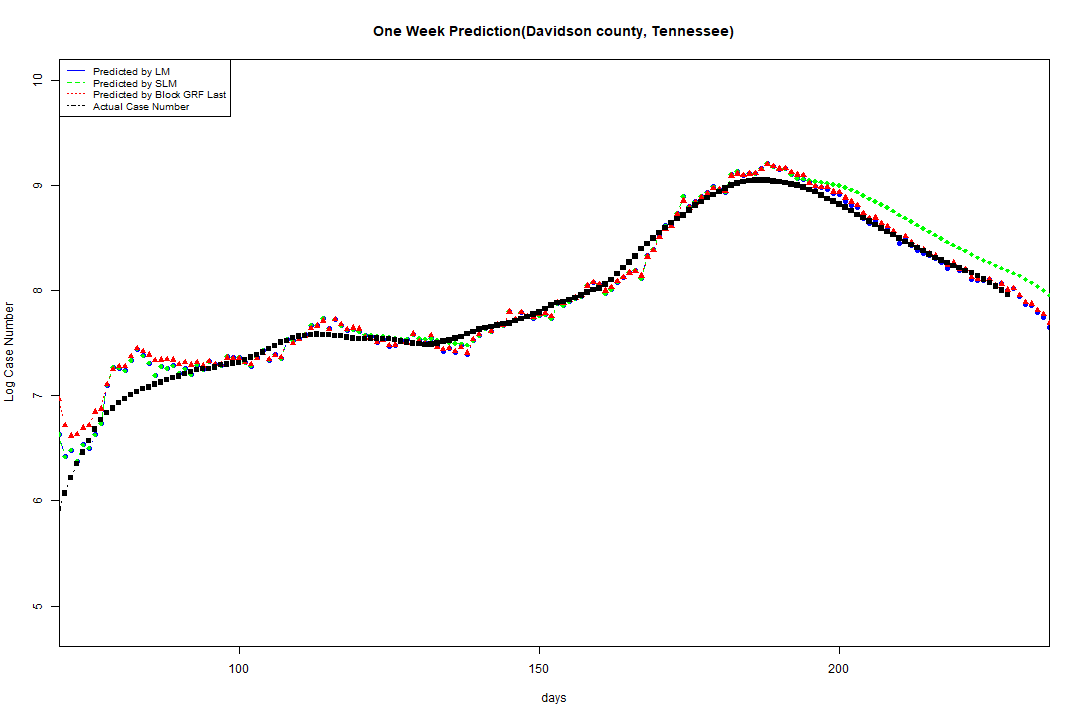 One Week Prediction(Davidson county, Tennessee)
Predicted by LM
Predicted by SLM
Predicted by Block GRF Last
Actual Case Number
10
9
8
7
6
5
Log Case Number
100 150 200
days